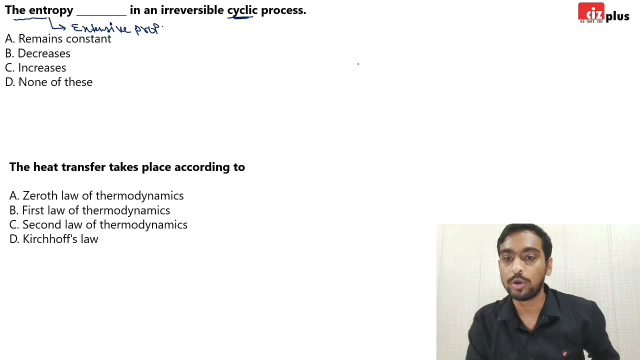 The entropy ________ in an irreversible cyclic process.
↳ Extensive prop.
A. Remains constant
B. Decreases
C. Increases
D. None of these
The heat transfer takes place according to
A. Zeroth law of thermodynamics
B. First law of thermodynamics
C. Second law of thermodynamics
D. Kirchhoff's law
plus